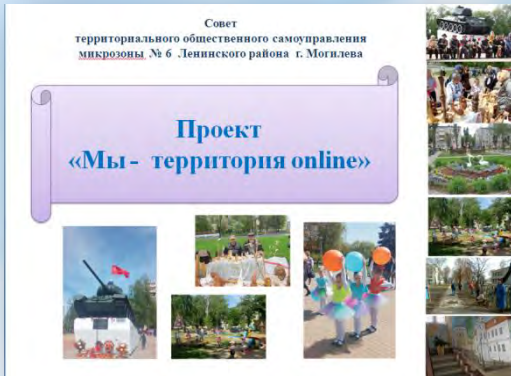 Совет
территориального общественного самоуправления
микрозоны № 6 Ленинского района г. Могилева
Проект
«Мы - территория online»